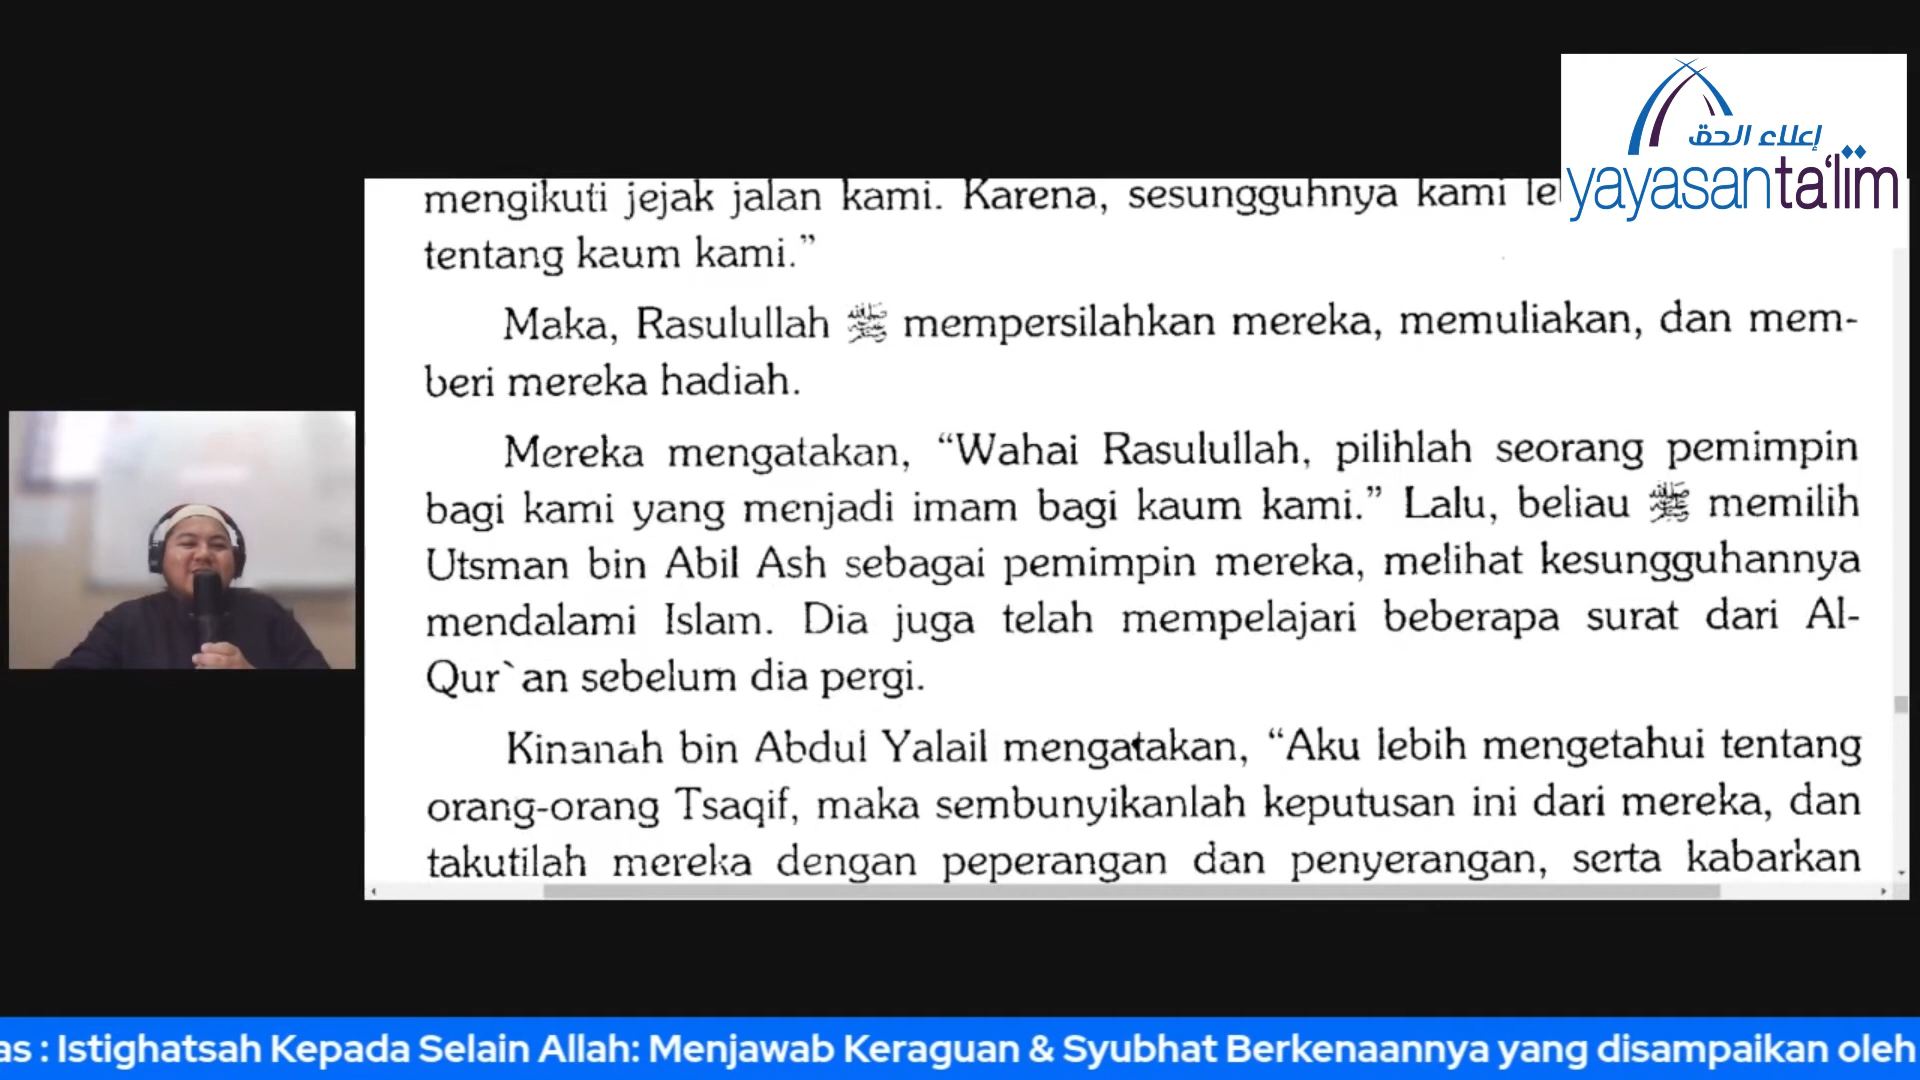 إعلاء الحق
yayasanta'lim
mengikuti jejak jalan kami. Karena, sesungguhnya kami le
tentang kaum kami.”
Maka, Rasulullah ﷺ mempersilahkan mereka, memuliakan, dan mem-
beri mereka hadiah.
Mereka mengatakan, “Wahai Rasulullah, pilihlah seorang pemimpin
bagi kami yang menjadi imam bagi kaum kami.” Lalu, beliau ﷺ memilih
Utsman bin Abil Ash sebagai pemimpin mereka, melihat kesungguhannya
mendalami Islam. Dia juga telah mempelajari beberapa surat dari Al-
Qur`an sebelum dia pergi.
Kinanah bin Abdul Yalail mengatakan, “Aku lebih mengetahui tentang
orang-orang Tsaqif, maka sembunyikanlah keputusan ini dari mereka, dan
takutilah mereka dengan peperangan dan penyerangan, serta kabarkan
as : Istighatsah Kepada Selain Allah: Menjawab Keraguan & Syubhat Berkenaannya yang disampaikan oleh